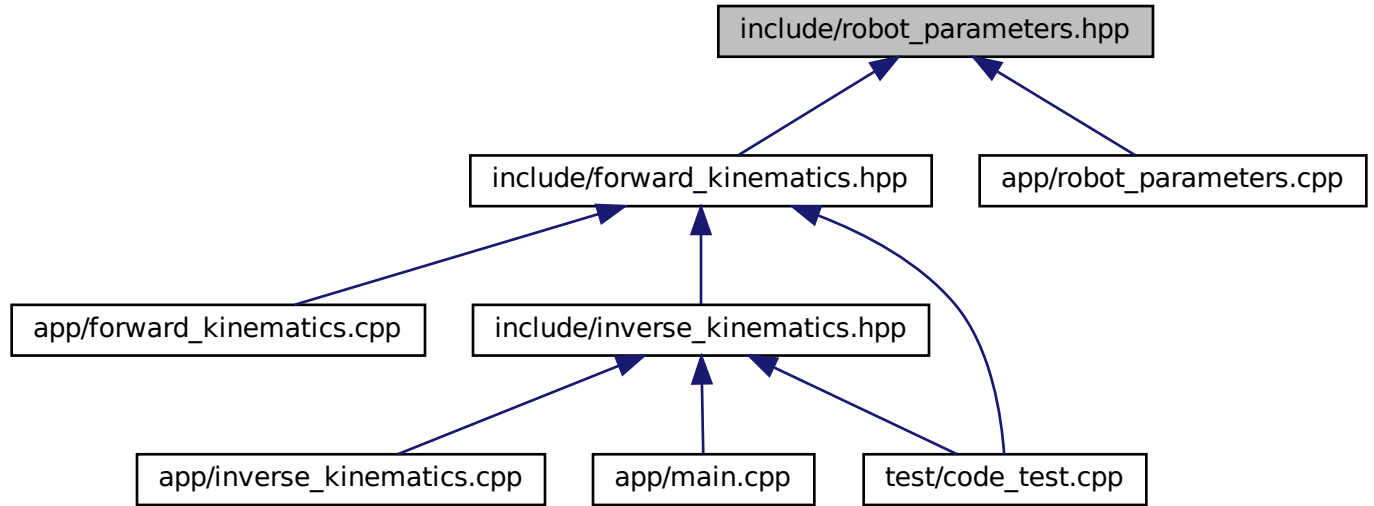 include/robot_parameters.hpp
include/forward_kinematics.hpp
app/robot_parameters.cpp
app/forward_kinematics.cpp
include/inverse_kinematics.hpp
app/inverse_kinematics.cpp
app/main.cpp
test/code_test.cpp